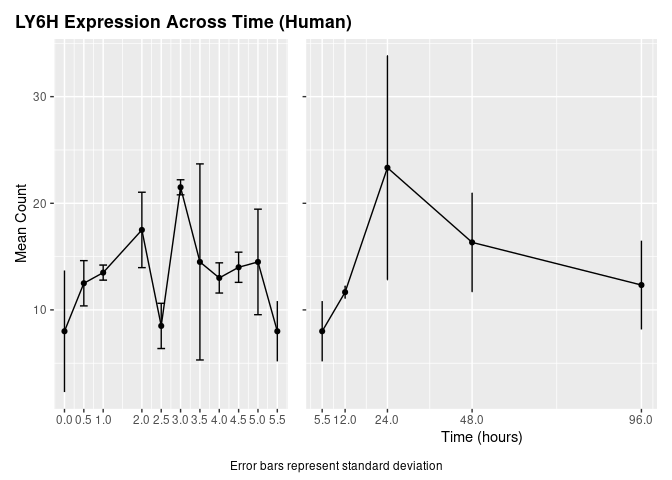 LY6H Expression Across Time (Human)
30
20
10
Mean Count
0.0 0.5 1.0 2.0 2.5 3.0 3.5 4.0 4.5 5.0 5.5 5.5 12.0 24.0 48.0 96.0
Time (hours)
Error bars represent standard deviation